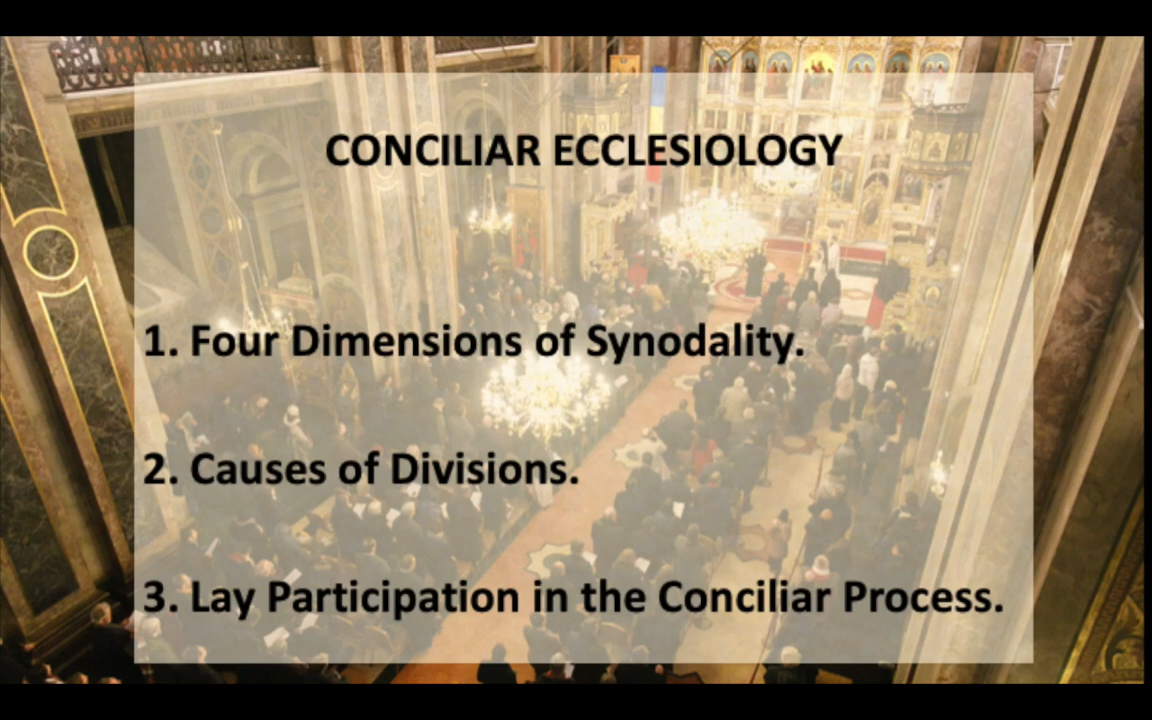 CONCILIAR ECCLESIOLOGY
1. Four Dimensions of Synodality.
2. Causes of Divisions.
3. Lay Participation in the Conciliar Process.